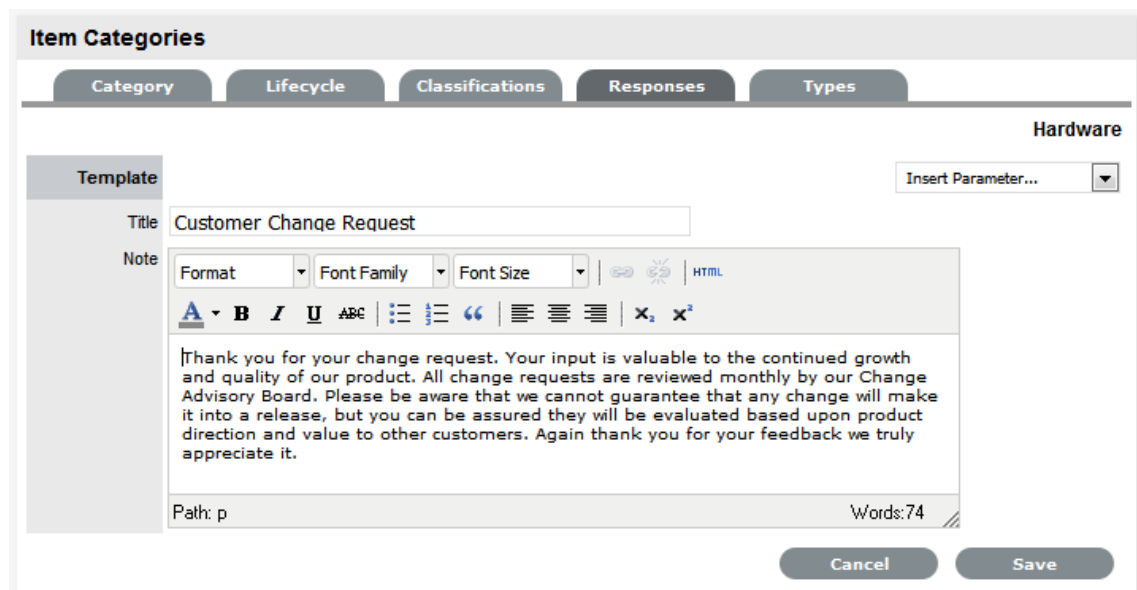 Item Categories
Category Lifecycle Classifications Responses Types
Hardware
Template Insert Parameter...
Title Customer Change Request
Note
Format Font Family Font Size HTML
A B I U ABC X₂ X²
Thank you for your change request. Your input is valuable to the continued growth
and quality of our product. All change requests are reviewed monthly by our Change
Advisory Board. Please be aware that we cannot guarantee that any change will make
it into a release, but you can be assured they will be evaluated based upon product
direction and value to other customers. Again thank you for your feedback we truly
appreciate it.
Path: p Words:74
Cancel Save